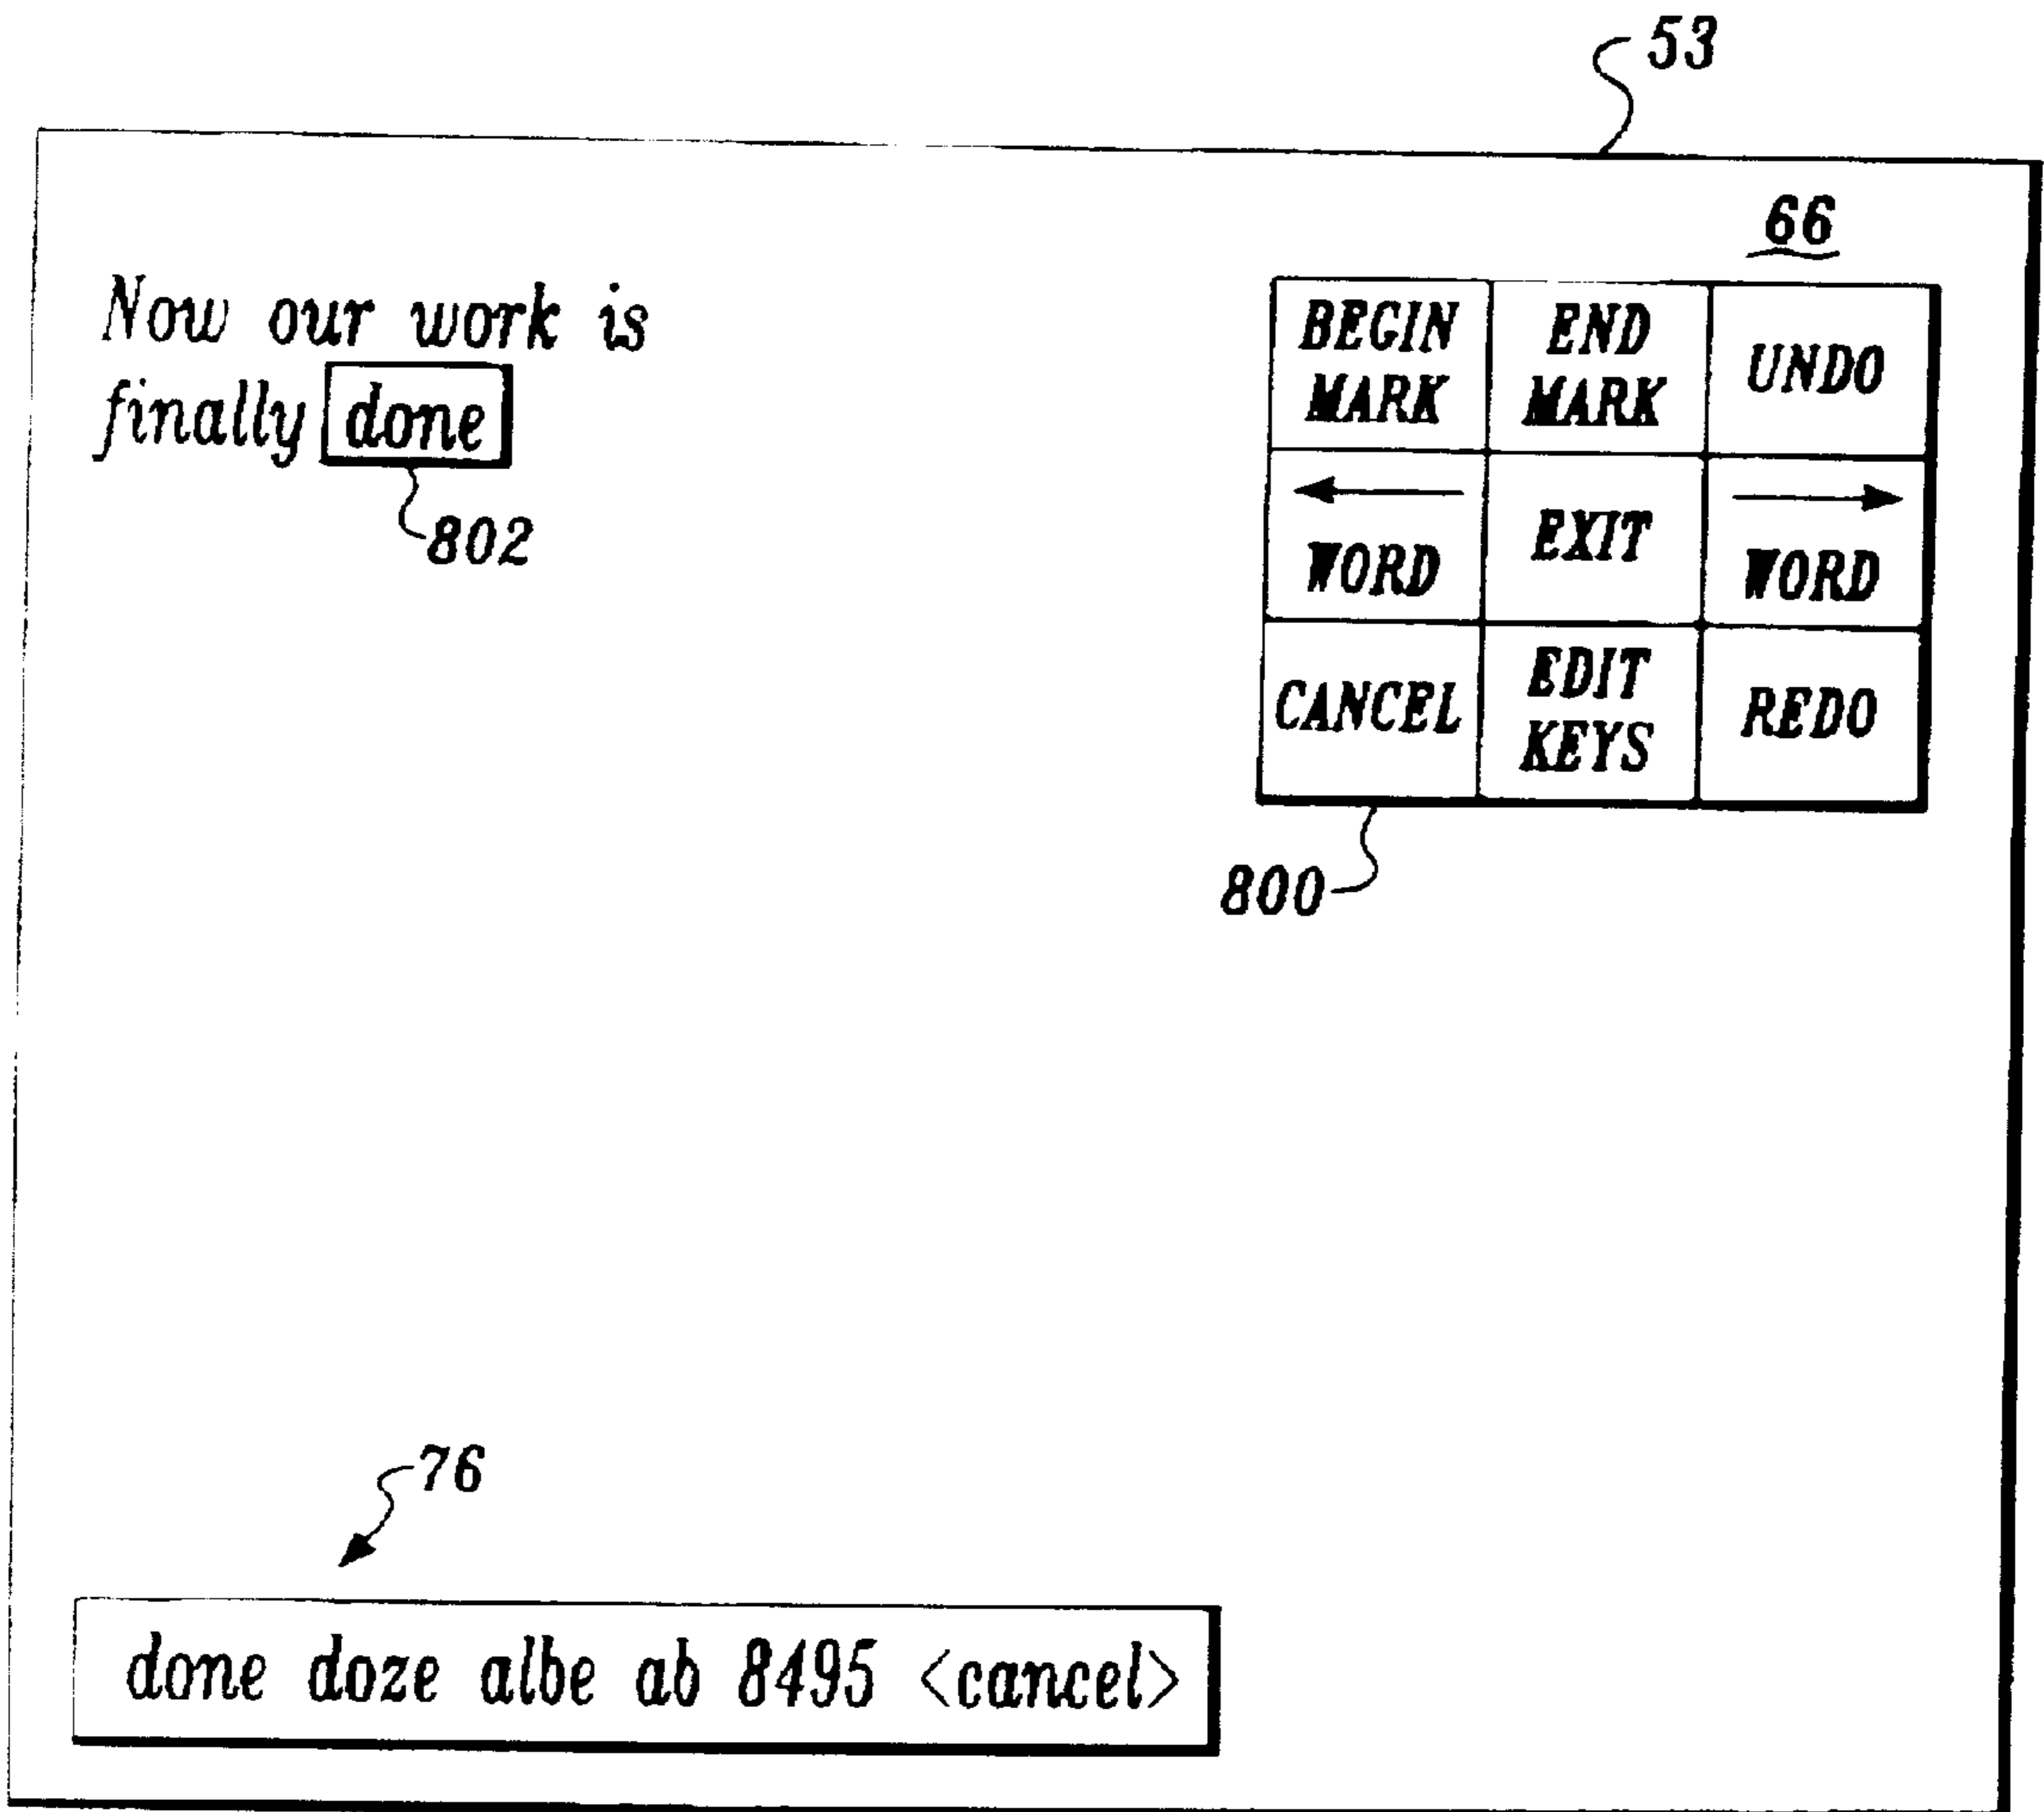 53
66
Now our work is
finally done
802
BEGIN MARK
END MARK
UNDO
WORD
EXIT
WORD
CANCEL
EDIT KEYS
REDO
800
76
done doze albe ab 8495 <cancel>